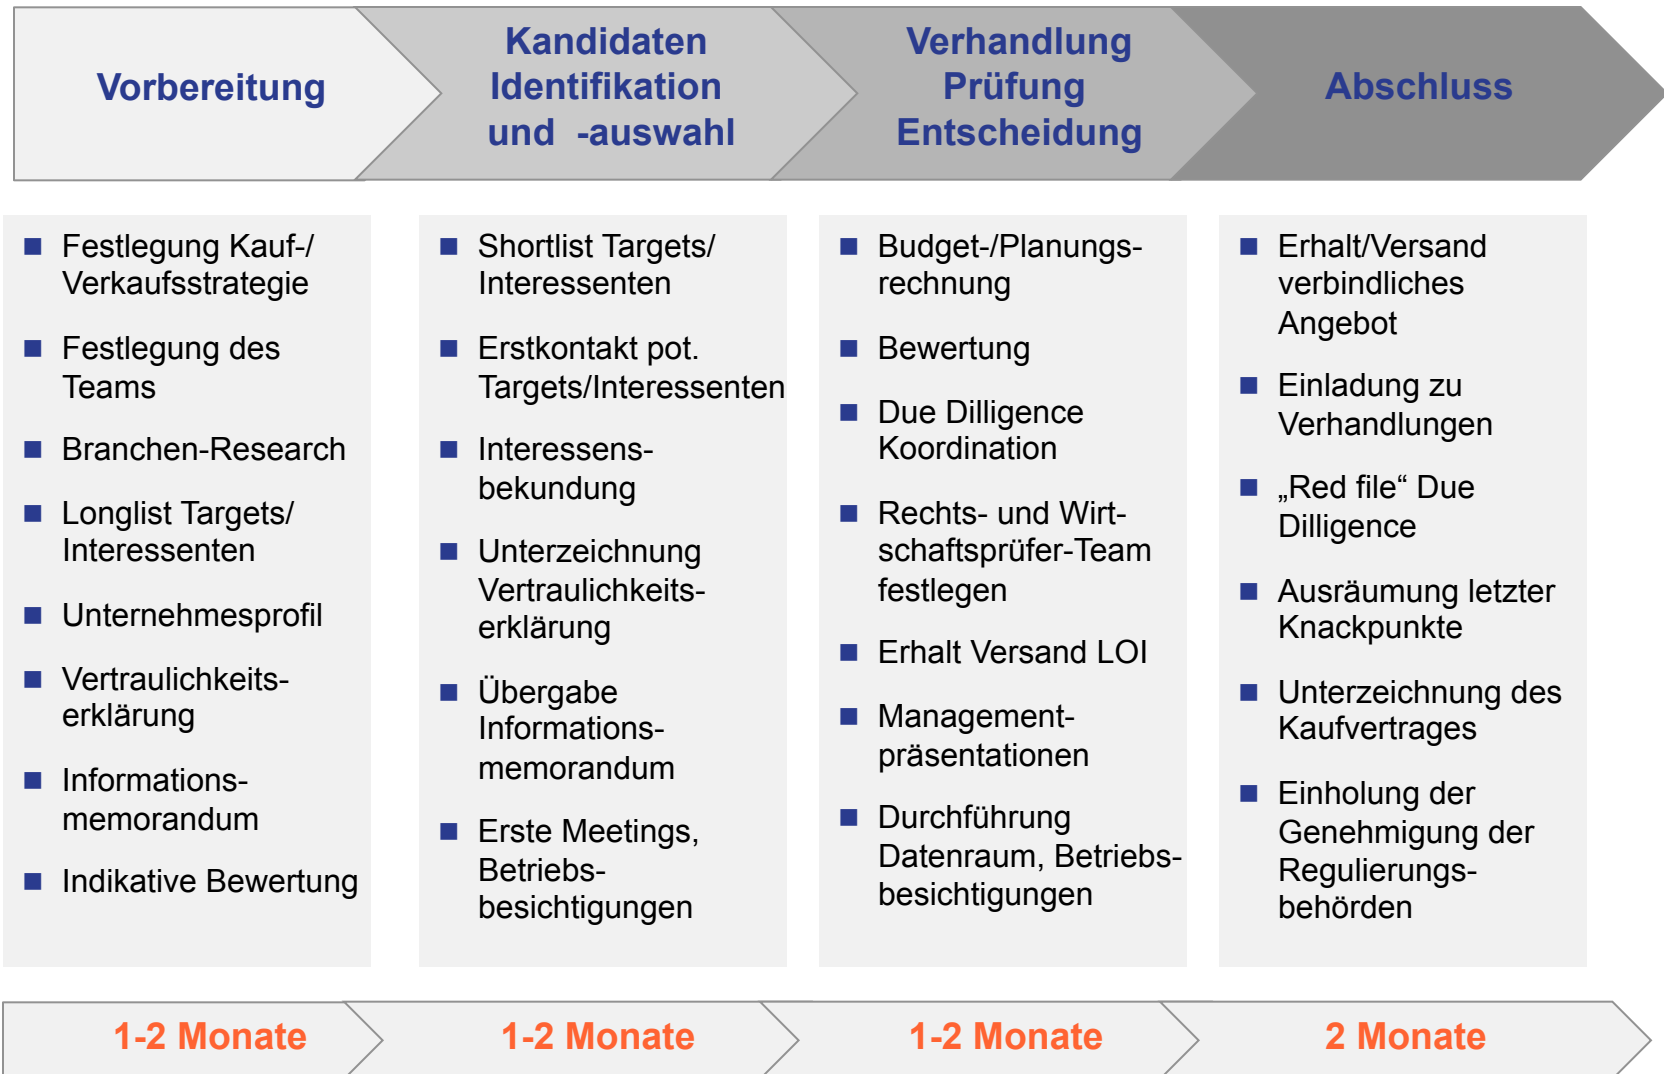 Vorbereitung
Kandidaten
Identifikation
und -auswahl
Verhandlung
Prüfung
Entscheidung
Abschluss
Festlegung Kauf-/
Verkaufsstrategie
Festlegung des
Teams
Branchen-Research
Longlist Targets/
Interessenten
Unternehmesprofil
Vertraulichkeits-
erklärung
Informations-
memorandum
Indikative Bewertung
Shortlist Targets/
Interessenten
Erstkontakt pot.
Targets/Interessenten
Interessens-
bekundung
Unterzeichnung
Vertraulichkeits-
erklärung
Übergabe
Informations-
memorandum
Erste Meetings,
Betriebs-
besichtigungen
Budget-/Planungs-
rechnung
Bewertung
Due Dilligence
Koordination
Rechts- und Wirt-
schaftsprüfer-Team
festlegen
Erhalt Versand LOI
Management-
präsentationen
Durchführung
Datenraum, Betriebs-
besichtigungen
Erhalt/Versand
verbindliches
Angebot
Einladung zu
Verhandlungen
„Red file“ Due
Dilligence
Ausräumung letzter
Knackpunkte
Unterzeichnung des
Kaufvertrages
Einholung der
Genehmigung der
Regulierungs-
behörden
1-2 Monate
1-2 Monate
1-2 Monate
2 Monate